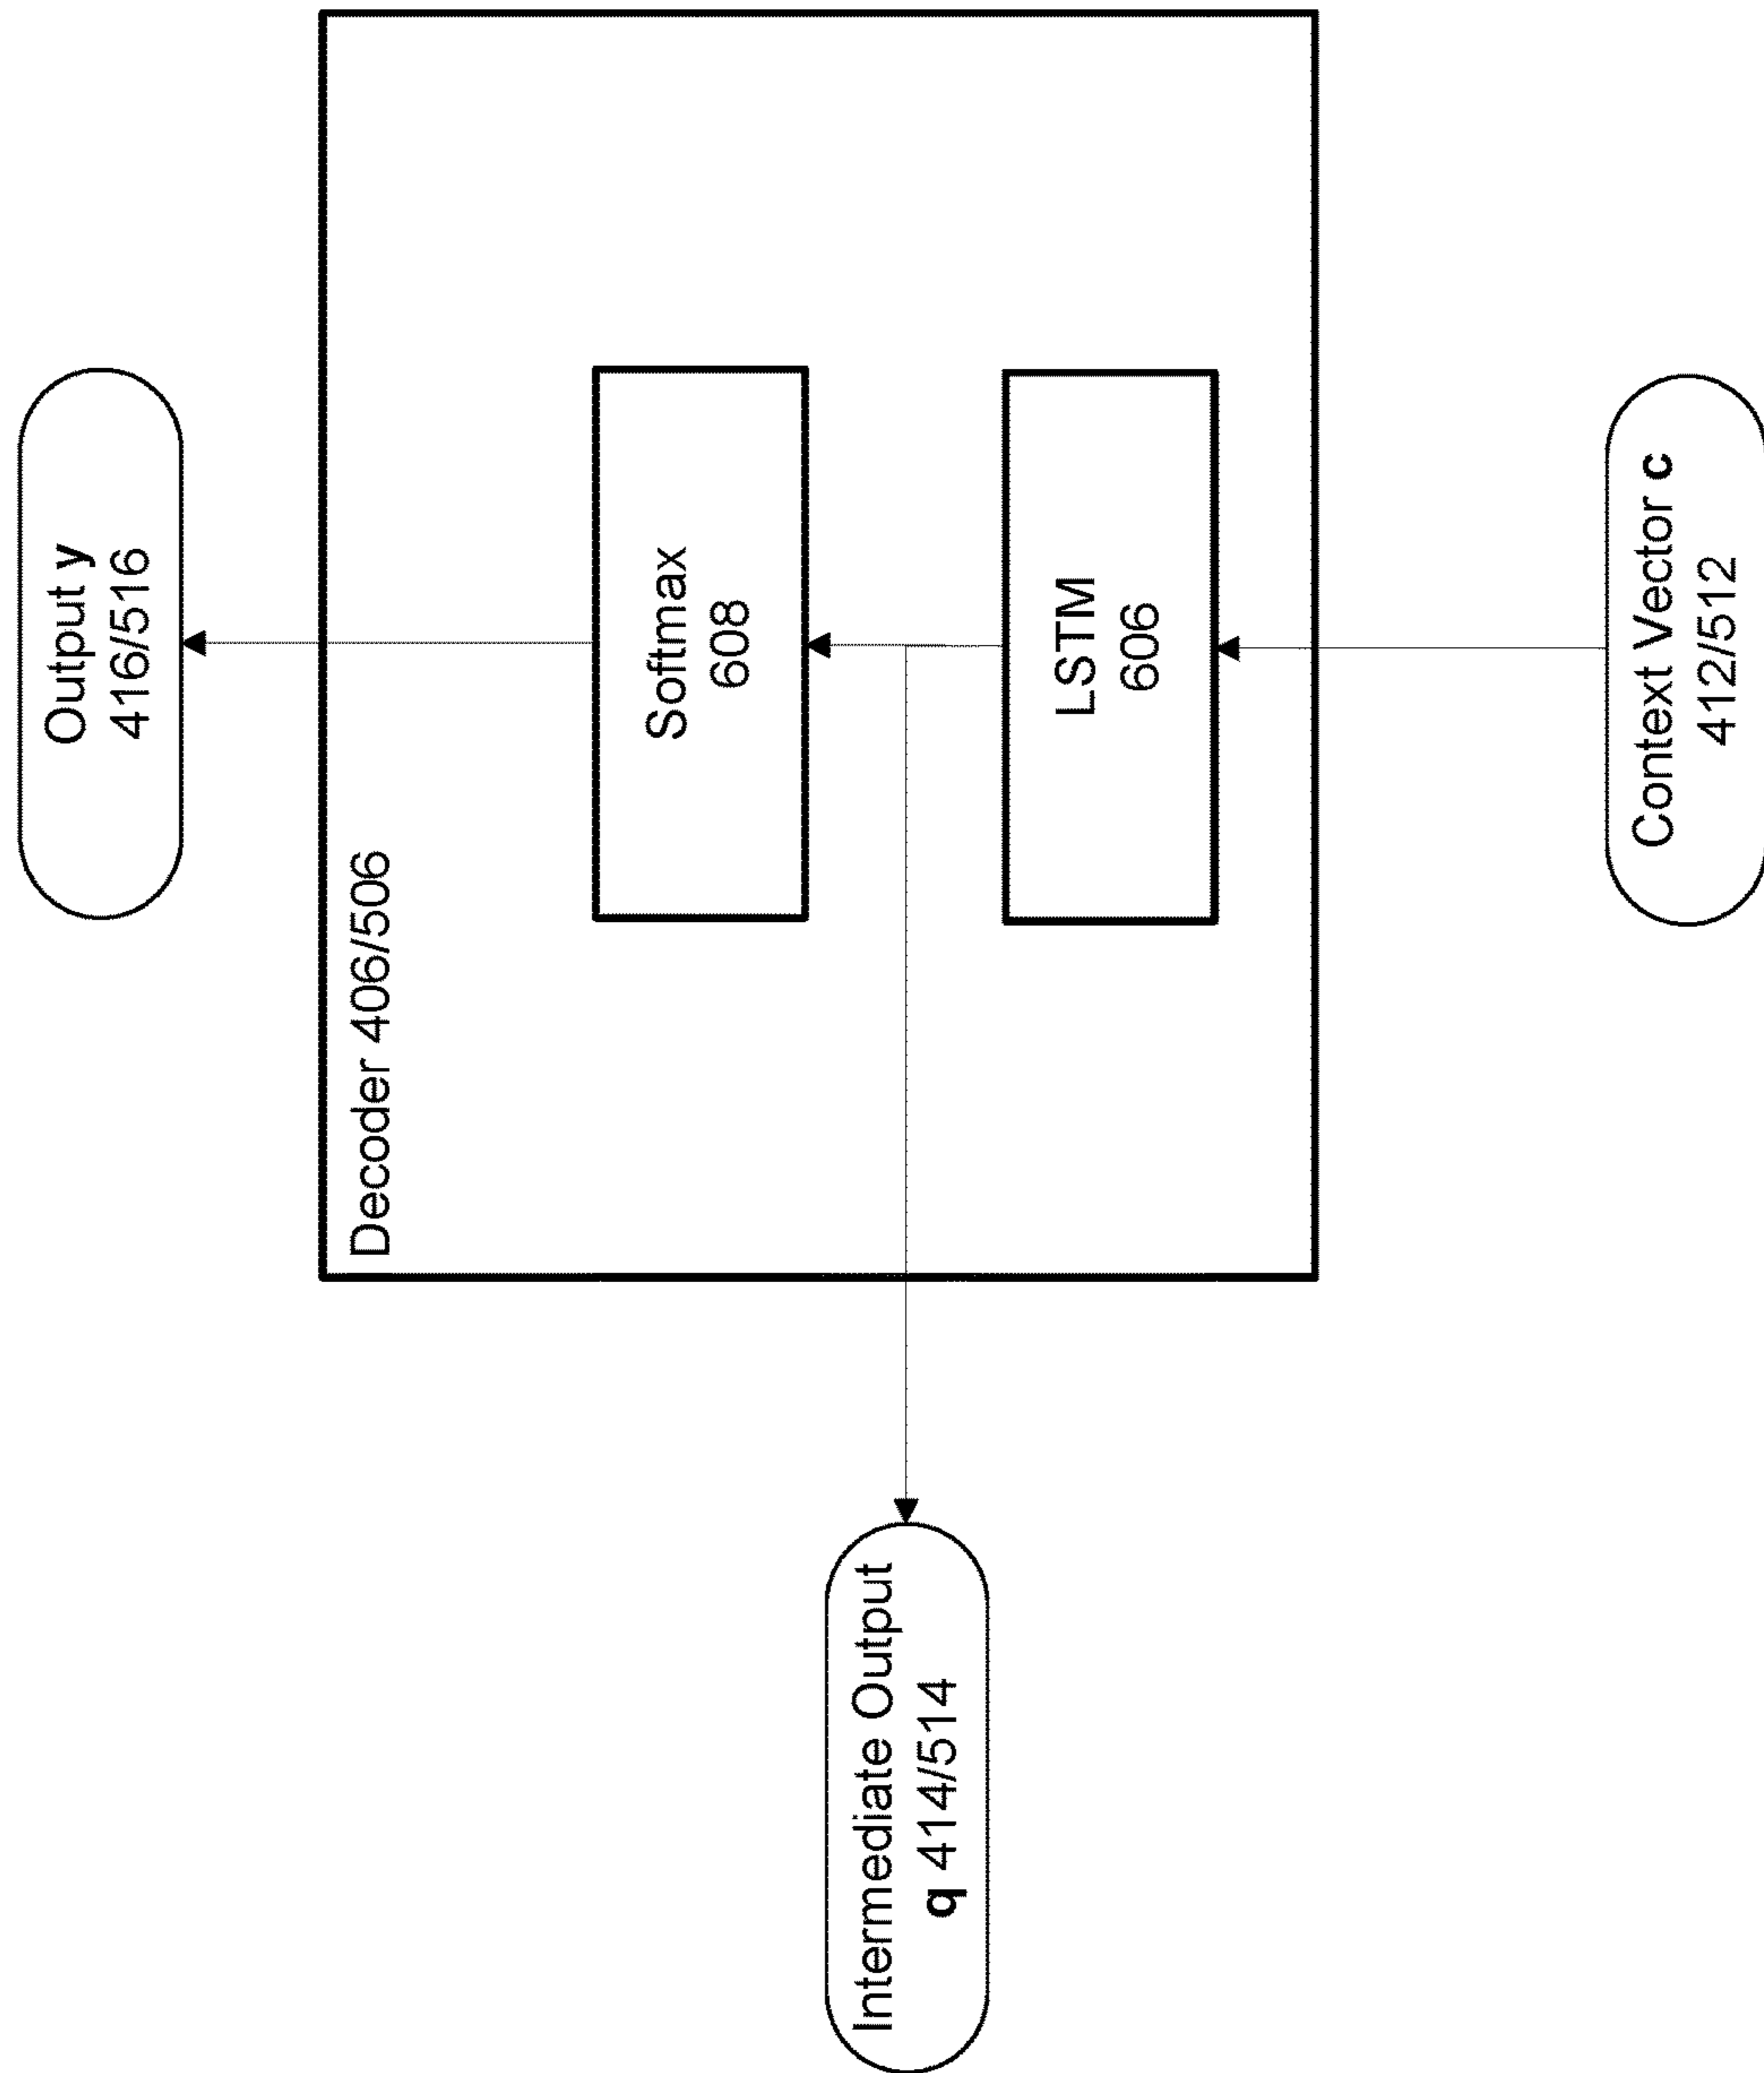 Output y
416/516
Decoder 406/506
Softmax
608
LSTM
606
Intermediate Output
q 414/514
Context Vector c
412/512